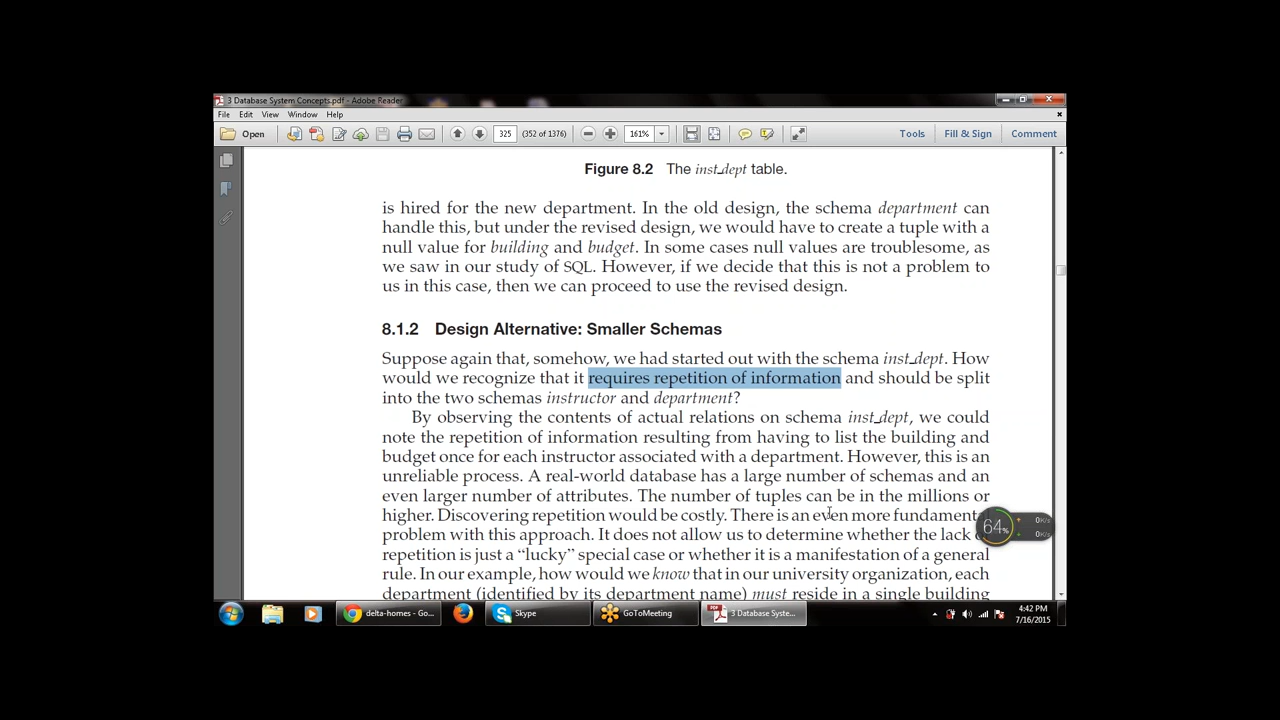 3 Database System Concepts.pdf - Adobe Reader
File Edit View Window Help
Open 325 (352 of 1376) 161% Tools Fill & Sign Comment
Figure 8.2 The inst_dept table.
is hired for the new department. In the old design, the schema department can
handle this, but under the revised design, we would have to create a tuple with a
null value for building and budget. In some cases null values are troublesome, as
we saw in our study of SQL. However, if we decide that this is not a problem to
us in this case, then we can proceed to use the revised design.
8.1.2 Design Alternative: Smaller Schemas
Suppose again that, somehow, we had started out with the schema inst_dept. How
would we recognize that it requires repetition of information and should be split
into the two schemas instructor and department?
By observing the contents of actual relations on schema inst_dept, we could
note the repetition of information resulting from having to list the building and
budget once for each instructor associated with a department. However, this is an
unreliable process. A real-world database has a large number of schemas and an
even larger number of attributes. The number of tuples can be in the millions or
higher. Discovering repetition would be costly. There is an even more fundamenta
problem with this approach. It does not allow us to determine whether the lack
repetition is just a “lucky” special case or whether it is a manifestation of a general
rule. In our example, how would we know that in our university organization, each
department (identified by its department name) must reside in a single building
64%
0K/s
0K/s
delta-homes - Go... Skype GoToMeeting 3 Database Syste...
4:42 PM
7/16/2015